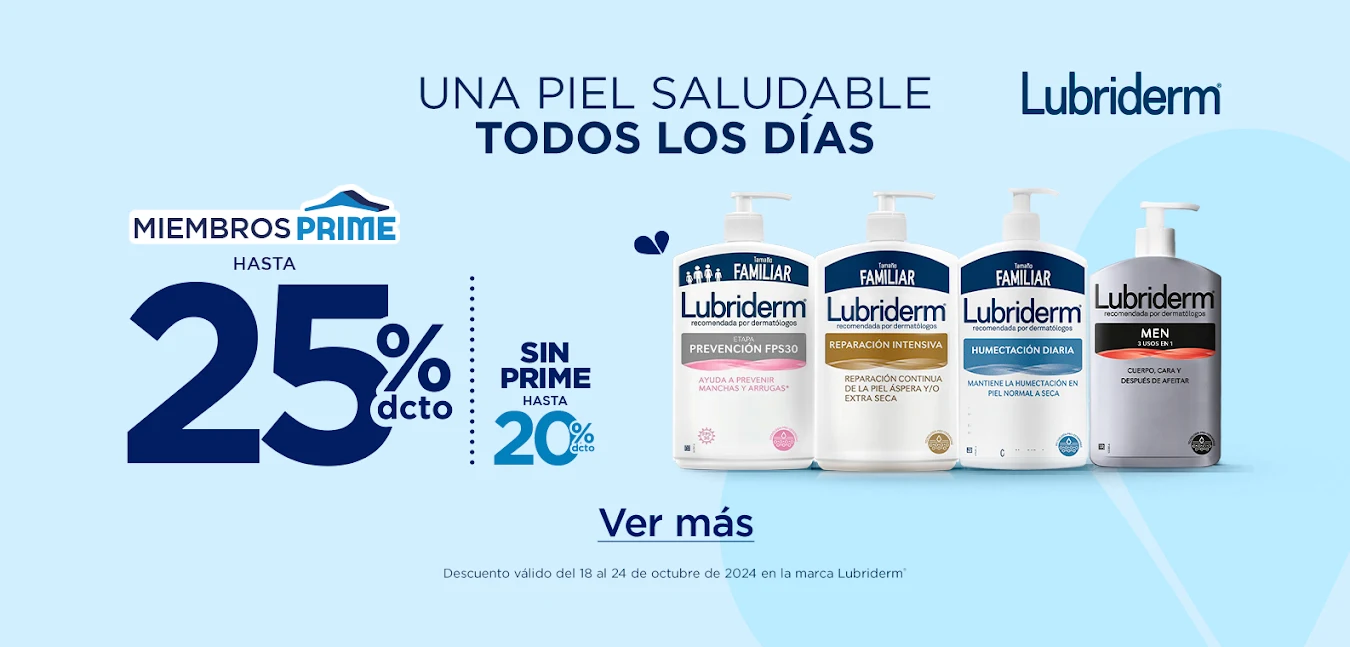 UNA PIEL SALUDABLE
TODOS LOS DÍAS
Lubriderm
MIEMBROS PRIME
HASTA
25% dcto
SIN
PRIME
HASTA
20% dcto
Tamaño
FAMILIAR
Lubriderm
recomendada por dermatólogos
ETAPA
PREVENCIÓN FPS30
AYUDA A PREVENIR
MANCHAS Y ARRUGAS*
Tamaño
FAMILIAR
Lubriderm
recomendada por dermatólogos
REPARACIÓN INTENSIVA
REPARACIÓN CONTINUA
DE LA PIEL ÁSPERA Y/O
EXTRA SECA
Tamaño
FAMILIAR
Lubriderm
recomendada por dermatólogos
HUMECTACIÓN DIARIA
MANTIENE LA HUMECTACIÓN EN
PIEL NORMAL A SECA
Lubriderm
recomendada por dermatólogos
MEN
3 USOS EN 1
CUERPO, CARA Y
DESPUÉS DE AFEITAR
Ver más
Descuento válido del 18 al 24 de octubre de 2024 en la marca Lubriderm®